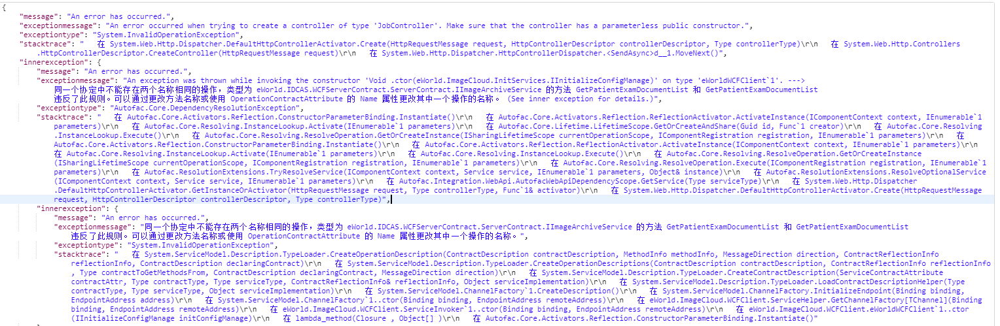 {
"message": "An error has occurred.",
"exceptionmessage": "An error occurred when trying to create a controller of type 'JobController'. Make sure that the controller has a parameterless public constructor.",
"exceptiontype": "System.InvalidOperationException",
"stacktrace": "   在 System.Web.Http.Dispatcher.DefaultHttpControllerActivator.Create(HttpRequestMessage request, HttpControllerDescriptor controllerDescriptor, Type controllerType)\r\n   在 System.Web.Http.Controllers
.HttpControllerDescriptor.CreateController(HttpRequestMessage request)\r\n   在 System.Web.Http.Dispatcher.HttpControllerDispatcher.<SendAsync>d__1.MoveNext()",
"innerexception": {
"message": "An error has occurred.",
"exceptionmessage": "An exception was thrown while invoking the constructor 'Void .ctor(eWorld.ImageCloud.InitServices.IInitializeConfigManage)' on type 'eWorldWCFClient`1'. --->
同一个协定中不能存在两个名称相同的操作，类型为 eWorld.IDCAS.WCFServerContract.ServerContract.IImageArchiveService 的方法 GetPatientExamDocumentList 和 GetPatientExamDocumentList
违反了此规则。可以通过更改方法名称或使用 OperationContractAttribute 的 Name 属性更改其中一个操作的名称。 (See inner exception for details.)",
"exceptiontype": "Autofac.Core.DependencyResolutionException",
"stacktrace": "   在 Autofac.Core.Activators.Reflection.ConstructorParameterBinding.Instantiate()\r\n   在 Autofac.Core.Activators.Reflection.ReflectionActivator.ActivateInstance(IComponentContext context, IEnumerable`1
parameters)\r\n   在 Autofac.Core.Resolving.InstanceLookup.Activate(IEnumerable`1 parameters)\r\n   在 Autofac.Core.Lifetime.LifetimeScope.GetOrCreateAndShare(Guid id, Func`1 creator)\r\n   在 Autofac.Core.Resolving
.InstanceLookup.Execute()\r\n   在 Autofac.Core.Resolving.ResolveOperation.GetOrCreateInstance(ISharingLifetimeScope currentOperationScope, IComponentRegistration registration, IEnumerable`1 parameters)\r\n   在
Autofac.Core.Activators.Reflection.ConstructorParameterBinding.Instantiate()\r\n   在 Autofac.Core.Activators.Reflection.ReflectionActivator.ActivateInstance(IComponentContext context, IEnumerable`1 parameters)\r\n
在 Autofac.Core.Resolving.InstanceLookup.Activate(IEnumerable`1 parameters)\r\n   在 Autofac.Core.Resolving.InstanceLookup.Execute()\r\n   在 Autofac.Core.Resolving.ResolveOperation.GetOrCreateInstance
(ISharingLifetimeScope currentOperationScope, IComponentRegistration registration, IEnumerable`1 parameters)\r\n   在 Autofac.Core.Resolving.ResolveOperation.Execute(IComponentRegistration registration, IEnumerable`1
parameters)\r\n   在 Autofac.ResolutionExtensions.TryResolveService(IComponentContext context, Service service, IEnumerable`1 parameters, Object& instance)\r\n   在 Autofac.ResolutionExtensions.ResolveOptionalService
(IComponentContext context, Service service, IEnumerable`1 parameters)\r\n   在 Autofac.Integration.WebApi.AutofacWebApiDependencyScope.GetService(Type serviceType)\r\n   在 System.Web.Http.Dispatcher
.DefaultHttpControllerActivator.GetInstanceOrActivator(HttpRequestMessage request, Type controllerType, Func`1& activator)\r\n   在 System.Web.Http.Dispatcher.DefaultHttpControllerActivator.Create(HttpRequestMessage
request, HttpControllerDescriptor controllerDescriptor, Type controllerType)",
"innerexception": {
"message": "An error has occurred.",
"exceptionmessage": "同一个协定中不能存在两个名称相同的操作，类型为 eWorld.IDCAS.WCFServerContract.ServerContract.IImageArchiveService 的方法 GetPatientExamDocumentList 和 GetPatientExamDocumentList
违反了此规则。可以通过更改方法名称或使用 OperationContractAttribute 的 Name 属性更改其中一个操作的名称。",
"exceptiontype": "System.InvalidOperationException",
"stacktrace": "   在 System.ServiceModel.Description.TypeLoader.CreateOperationDescription(ContractDescription contractDescription, MethodInfo methodInfo, MessageDirection direction, ContractReflectionInfo
reflectionInfo, ContractDescription declaringContract)\r\n   在 System.ServiceModel.Description.TypeLoader.CreateOperationDescriptions(ContractDescription contractDescription, ContractReflectionInfo reflectionInfo
, Type contractToGetMethodsFrom, ContractDescription declaringContract, MessageDirection direction)\r\n   在 System.ServiceModel.Description.TypeLoader.CreateContractDescription(ServiceContractAttribute
contractAttr, Type contractType, Type serviceType, ContractReflectionInfo& reflectionInfo, Object serviceImplementation)\r\n   在 System.ServiceModel.Description.TypeLoader.LoadContractDescriptionHelper(Type
contractType, Type serviceType, Object serviceImplementation)\r\n   在 System.ServiceModel.ChannelFactory`1.CreateDescription()\r\n   在 System.ServiceModel.ChannelFactory.InitializeEndpoint(Binding binding,
EndpointAddress address)\r\n   在 System.ServiceModel.ChannelFactory`1..ctor(Binding binding, EndpointAddress remoteAddress)\r\n   在 eWorld.ImageCloud.WCFClient.ServiceHelper.GetChannelFactory[TChannel](Binding
binding, EndpointAddress remoteAddress)\r\n   在 eWorld.ImageCloud.WCFClient.ServiceInvoker`1..ctor(Binding binding, EndpointAddress remoteAddress)\r\n   在 eWorld.ImageCloud.WCFClient.eWorldWCFClient`1..ctor
(IInitializeConfigManage initConfigManage)\r\n   在 lambda_method(Closure , Object[] )\r\n   在 Autofac.Core.Activators.Reflection.ConstructorParameterBinding.Instantiate()"